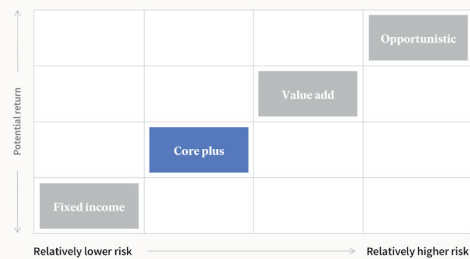 Opportunistic
Value add
Core plus
Fixed income
Potential return
Relatively lower risk
Relatively higher risk